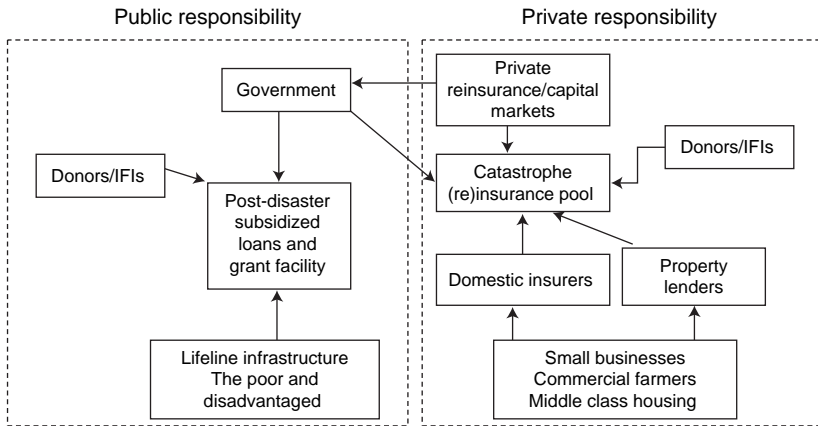 Public responsibility
Private responsibility
Government
Private
reinsurance/capital
markets
Donors/IFIs
Post-disaster
subsidized
loans and
grant facility
Catastrophe
(re)insurance pool
Donors/IFIs
Domestic insurers
Property
lenders
Lifeline infrastructure
The poor and
disadvantaged
Small businesses
Commercial farmers
Middle class housing